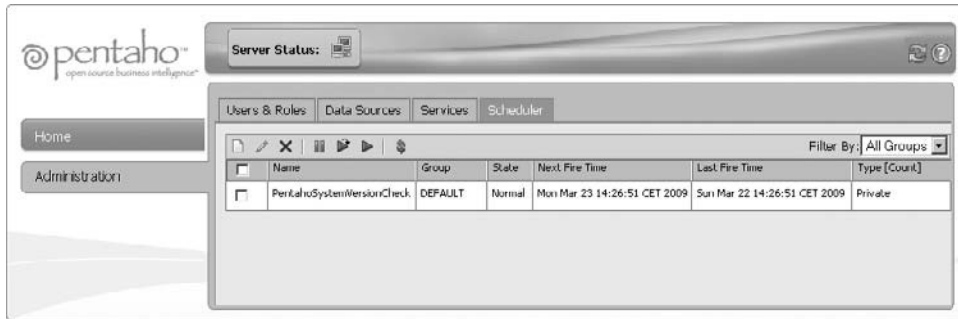 pentaho™
open source business intelligence™
Server Status:
Home
Administration
Users & Roles
Data Sources
Services
Scheduler
Filter By: All Groups
Name
Group
State
Next Fire Time
Last Fire Time
Type [Count]
PentahoSystemVersionCheck
DEFAULT
Normal
Mon Mar 23 14:26:51 CET 2009
Sun Mar 22 14:26:51 CET 2009
Private